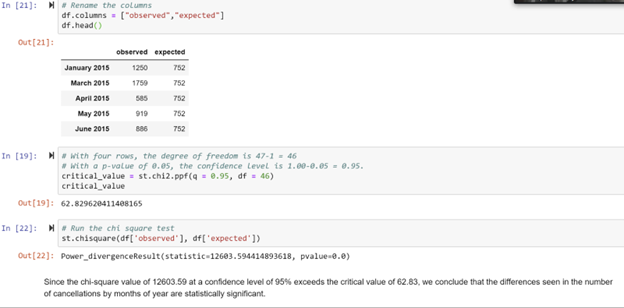 In [21]: # Rename the columns
df.columns = ["observed","expected"]
df.head()
Out[21]:
observed expected
January 2015 1250 752
March 2015 1759 752
April 2015 585 752
May 2015 919 752
June 2015 886 752
In [19]: # With four rows, the degree of freedom is 47-1 = 46
# With a p-value of 0.05, the confidence level is 1.00-0.05 = 0.95.
critical_value = st.chi2.ppf(q = 0.95, df = 46)
critical_value
Out[19]: 62.829620411408165
In [22]: # Run the chi square test
st.chisquare(df['observed'], df['expected'])
Out[22]: Power_divergenceResult(statistic=12603.594414893618, pvalue=0.0)
Since the chi-square value of 12603.59 at a confidence level of 95% exceeds the critical value of 62.83, we conclude that the differences seen in the number
of cancellations by months of year are statistically significant.